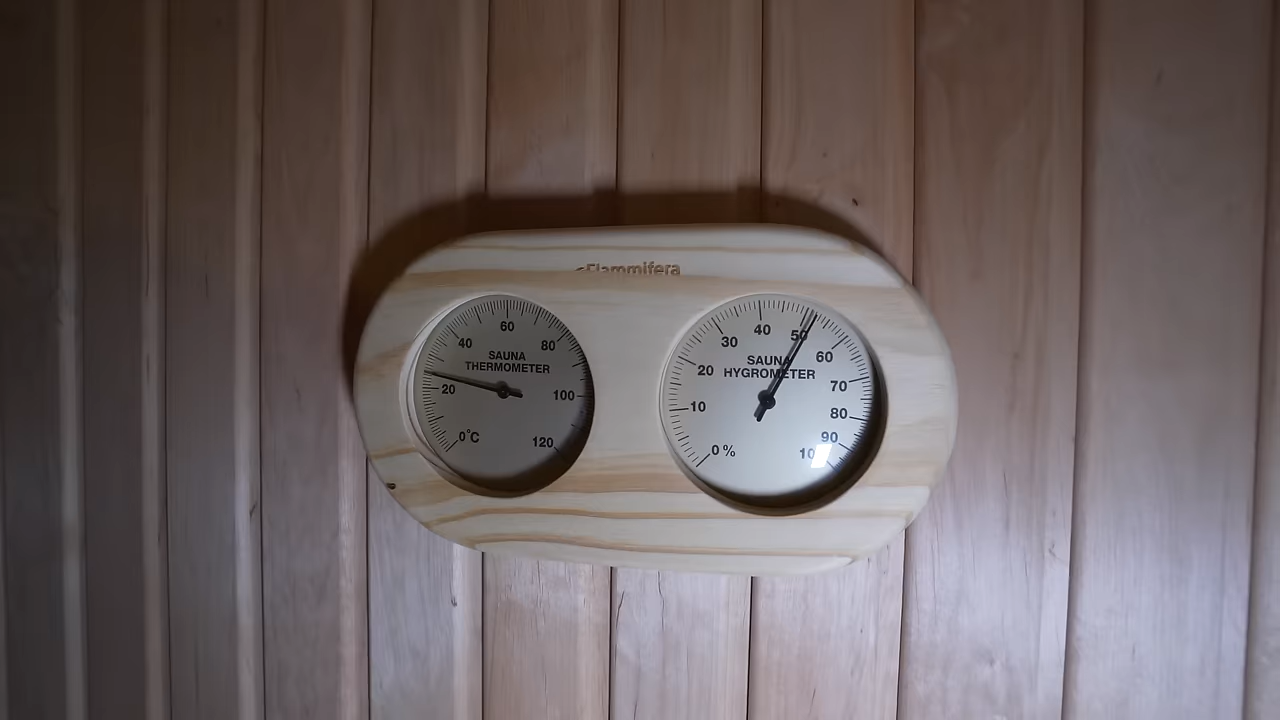 Flammifera
60
40
80
SAUNA
THERMOMETER
20
100
0°C
120
40
30
50
SAUNA
60
20
HYGROMETER
70
10
80
90
0 %